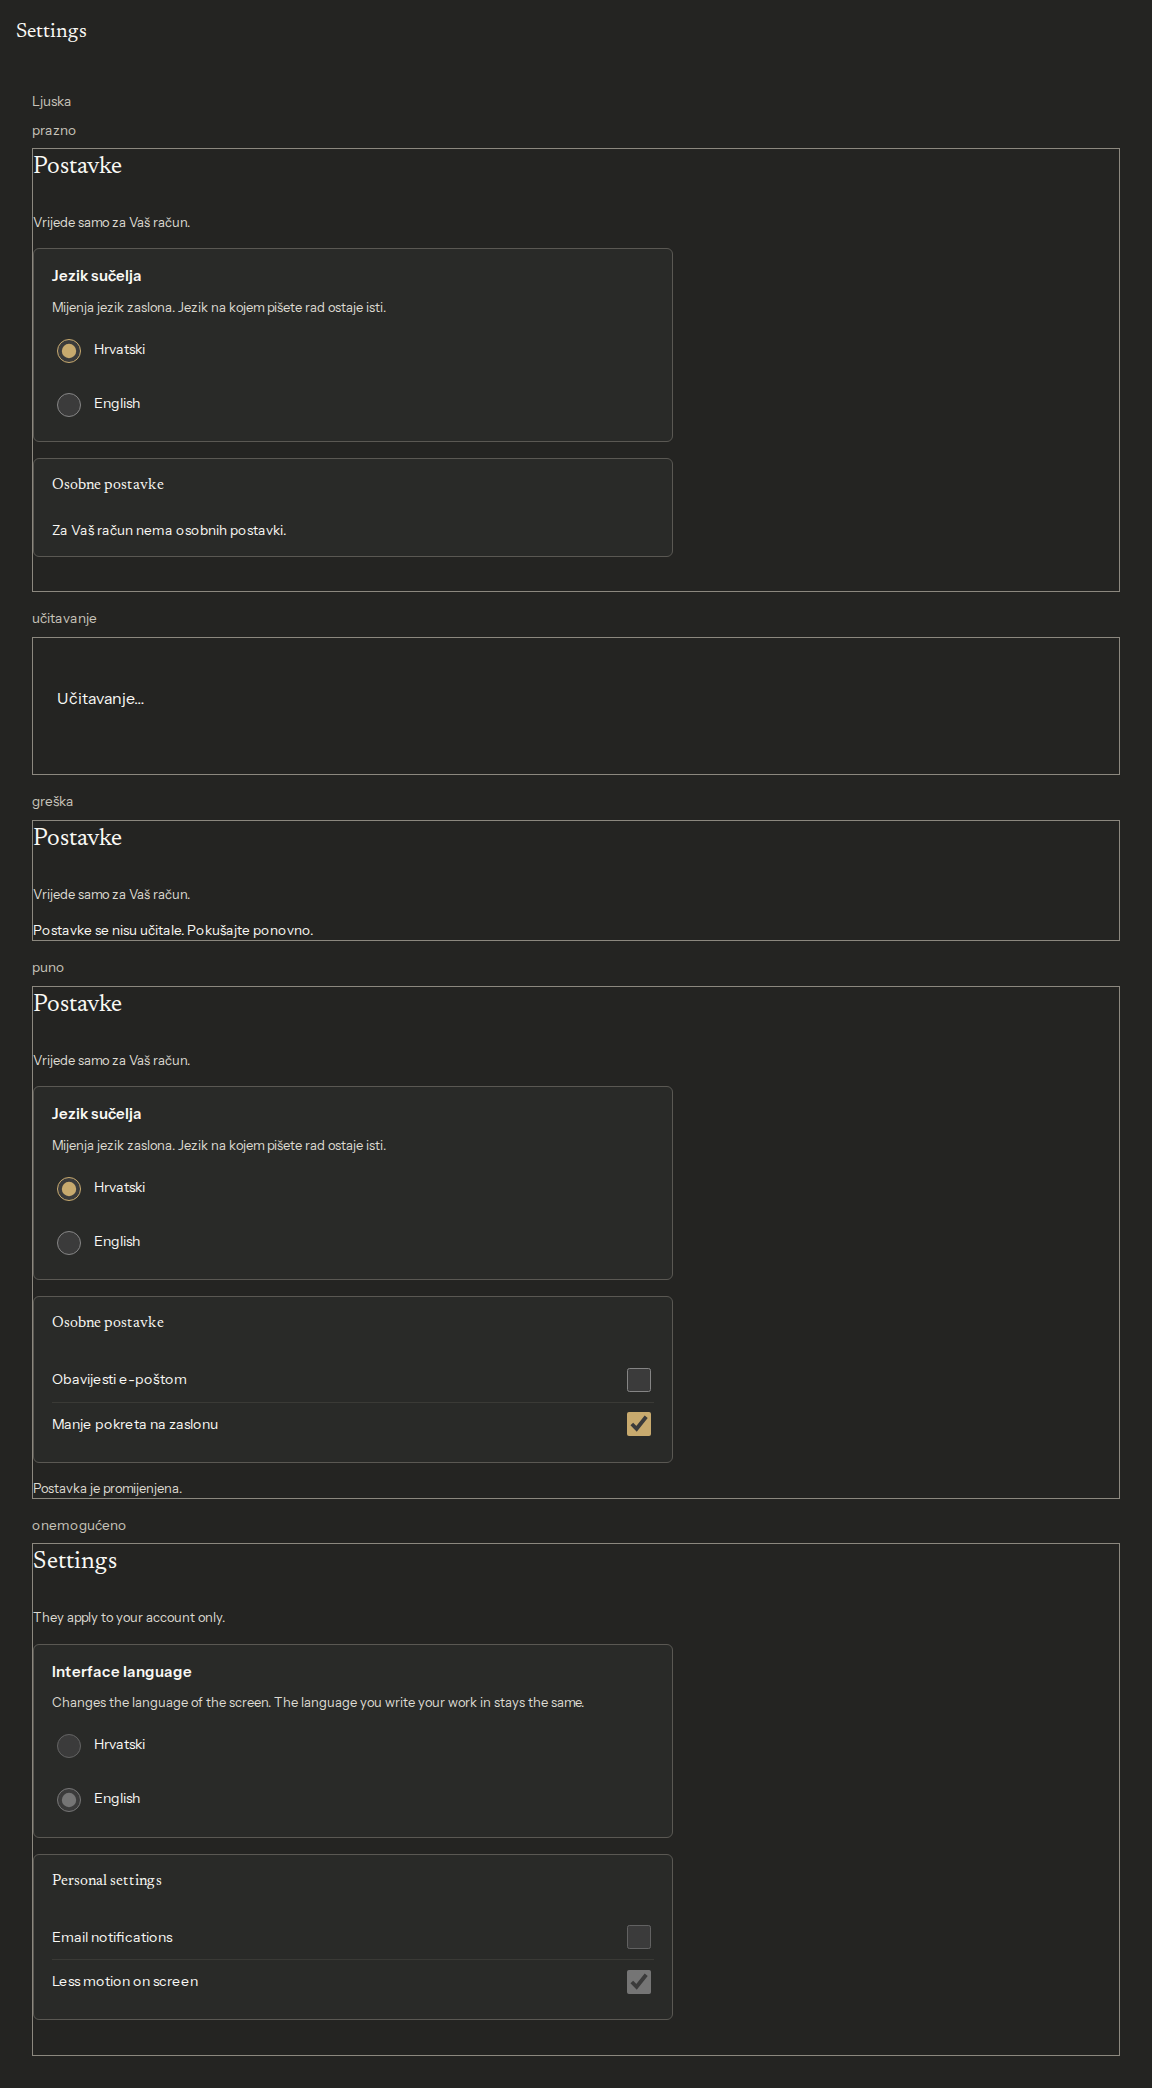 Settings
Ljuska
prazno
Postavke
Vrijede samo za Vaš račun.
Jezik sučelja
Mijenja jezik zaslona. Jezik na kojem pišete rad ostaje isti.
Hrvatski
English
Osobne postavke
Za Vaš račun nema osobnih postavki.
učitavanje
Učitavanje…
greška
Postavke
Vrijede samo za Vaš račun.
Postavke se nisu učitale. Pokušajte ponovno.
puno
Postavke
Vrijede samo za Vaš račun.
Jezik sučelja
Mijenja jezik zaslona. Jezik na kojem pišete rad ostaje isti.
Hrvatski
English
Osobne postavke
Obavijesti e-poštom
Manje pokreta na zaslonu
Postavka je promijenjena.
onemogućeno
Settings
They apply to your account only.
Interface language
Changes the language of the screen. The language you write your work in stays the same.
Hrvatski
English
Personal settings
Email notifications
Less motion on screen